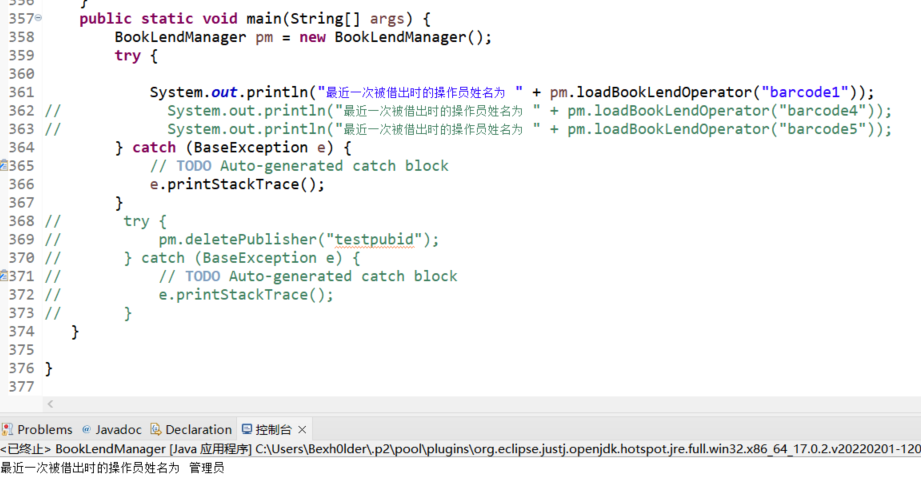 356        }
357    public static void main(String[] args) {
358        BookLendManager pm = new BookLendManager();
359        try {
360
361            System.out.println("最近一次被借出时的操作员姓名为 " + pm.loadBookLendOperator("barcode1"));
362 //            System.out.println("最近一次被借出时的操作员姓名为 " + pm.loadBookLendOperator("barcode4"));
363 //            System.out.println("最近一次被借出时的操作员姓名为 " + pm.loadBookLendOperator("barcode5"));
364        } catch (BaseException e) {
365            // TODO Auto-generated catch block
366            e.printStackTrace();
367        }
368 //       try {
369 //           pm.deletePublisher("testpubid");
370 //       } catch (BaseException e) {
371 //           // TODO Auto-generated catch block
372 //           e.printStackTrace();
373 //       }
374    }
375
376 }
377
Problems @ Javadoc Declaration 控制台
<已终止> BookLendManager [Java 应用程序] C:\Users\Bexh0lder\.p2\pool\plugins\org.eclipse.justj.openjdk.hotspot.jre.full.win32.x86_64_17.0.2.v20220201-120
最近一次被借出时的操作员姓名为 管理员